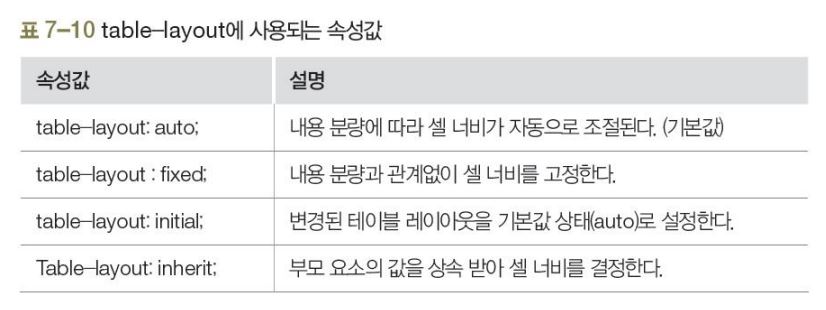 표 7-10 table-layout에 사용되는 속성값
속성값 설명
table-layout: auto; 내용 분량에 따라 셀 너비가 자동으로 조절된다. (기본값)
table-layout : fixed; 내용 분량과 관계없이 셀 너비를 고정한다.
table-layout: initial; 변경된 테이블 레이아웃을 기본값 상태(auto)로 설정한다.
Table-layout: inherit; 부모 요소의 값을 상속 받아 셀 너비를 결정한다.